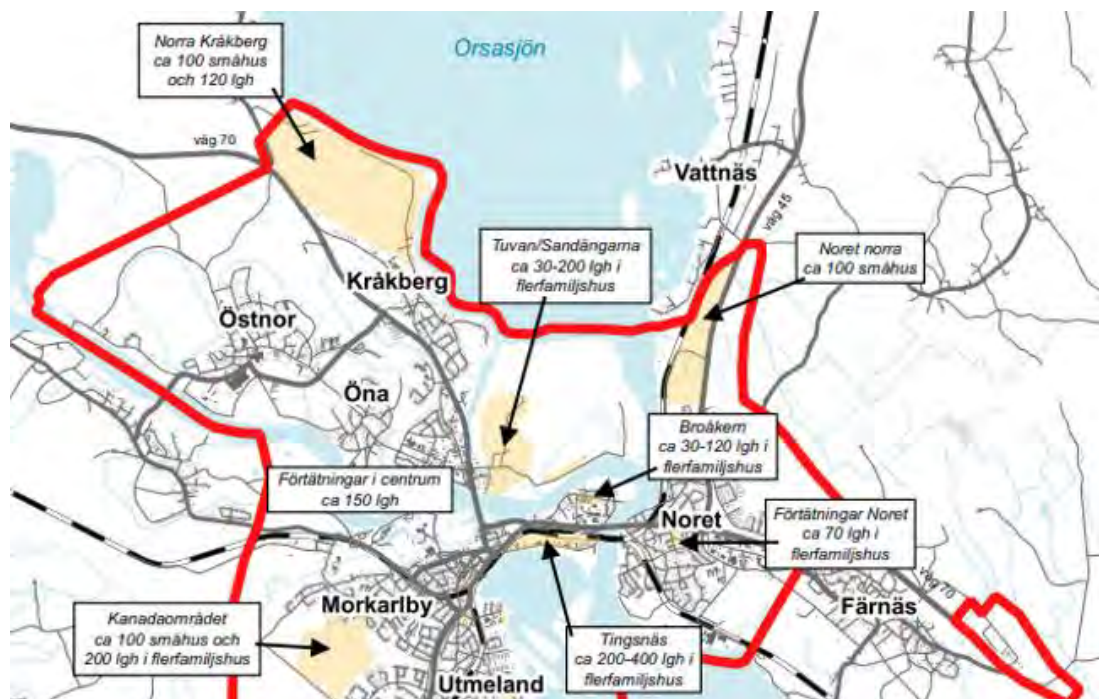 Norra Kråkberg
ca 100 småhus
och 120 lgh
Orsasjön
väg 70
Vattnäs
väg 45
Tuvan/Sandängarna
ca 30-200 lgh i
flerfamiljshus
Noret norra
ca 100 småhus
Kråkberg
Östnor
Öna
Broåkern
ca 30-120 lgh i
flerfamiljshus
Förtätningar i centrum
ca 150 lgh
Noret
Förtätningar Noret
ca 70 lgh i
flerfamiljshus
väg 70
Morkarlby
Färnäs
Kanadaområdet
ca 100 småhus och
200 lgh i flerfamiljshus
Tingsnäs
ca 200-400 lgh i
flerfamiljshus
Utmeland